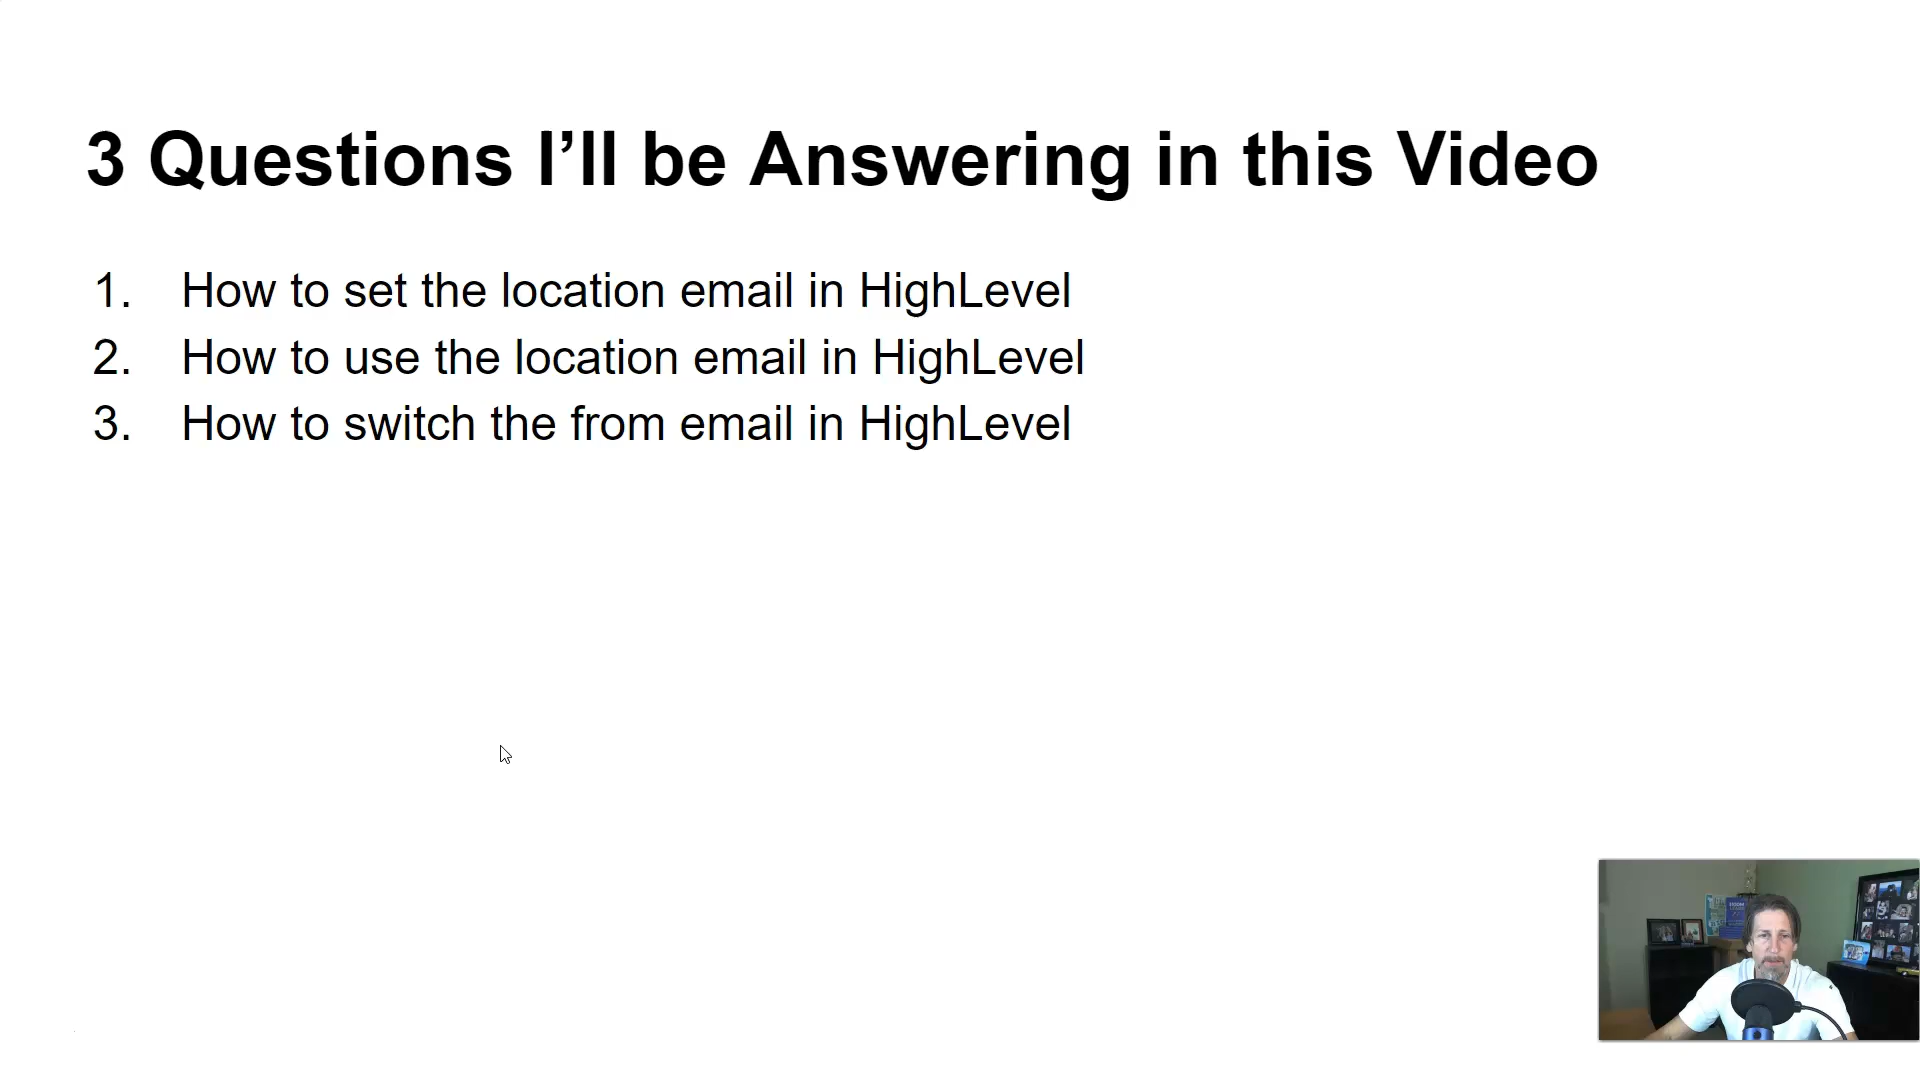 3 Questions I’ll be Answering in this Video
1. How to set the location email in HighLevel
2. How to use the location email in HighLevel
3. How to switch the from email in HighLevel